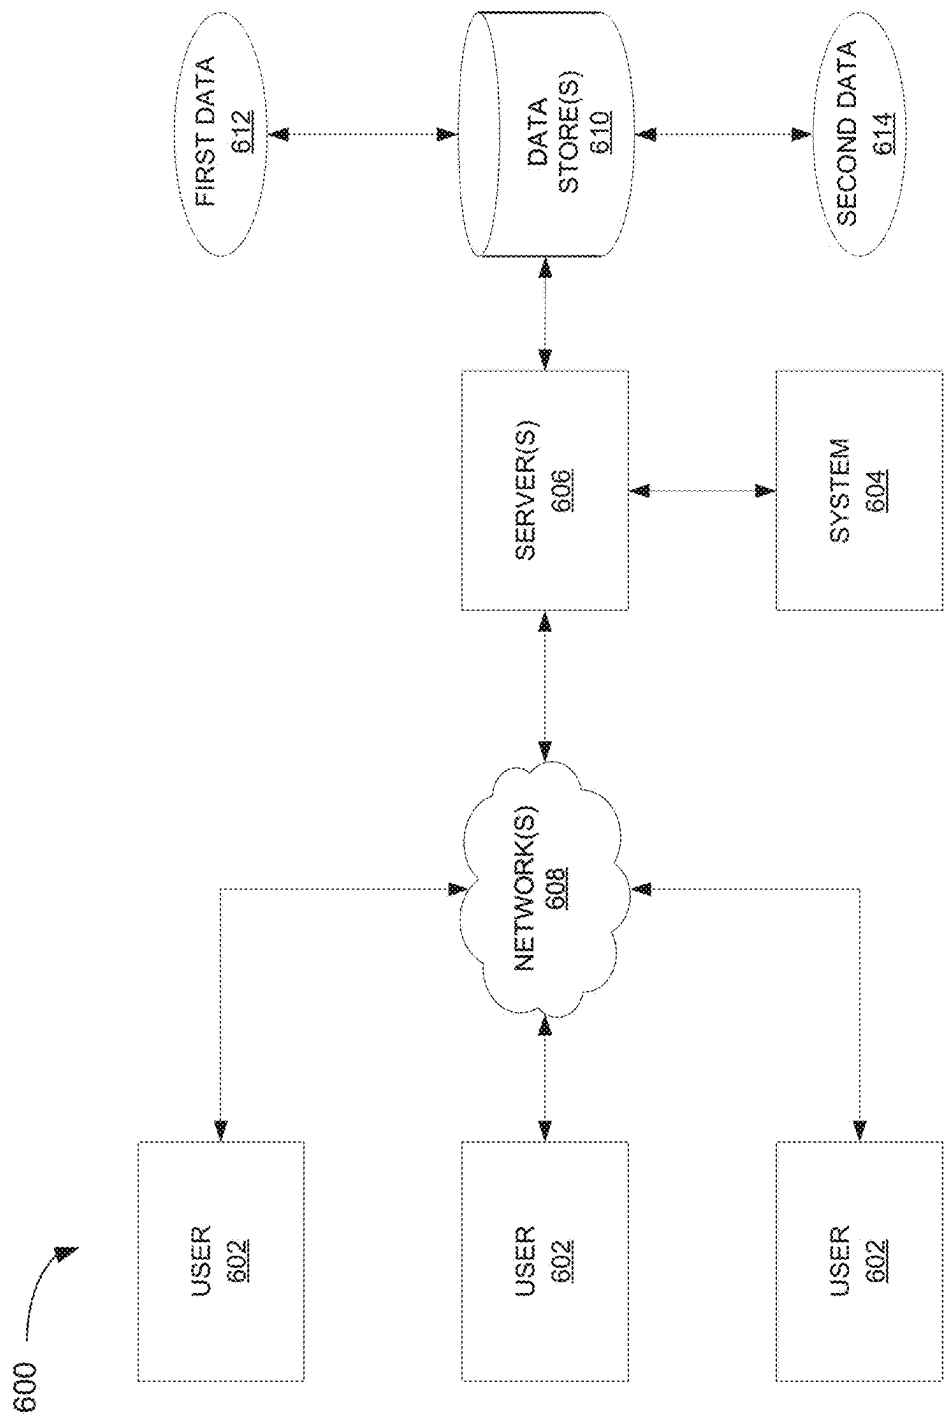 600
USER
602
USER
602
USER
602
NETWORK(S)
608
SERVER(S)
606
SYSTEM
604
FIRST DATA
612
DATA
STORE(S)
610
SECOND DATA
614